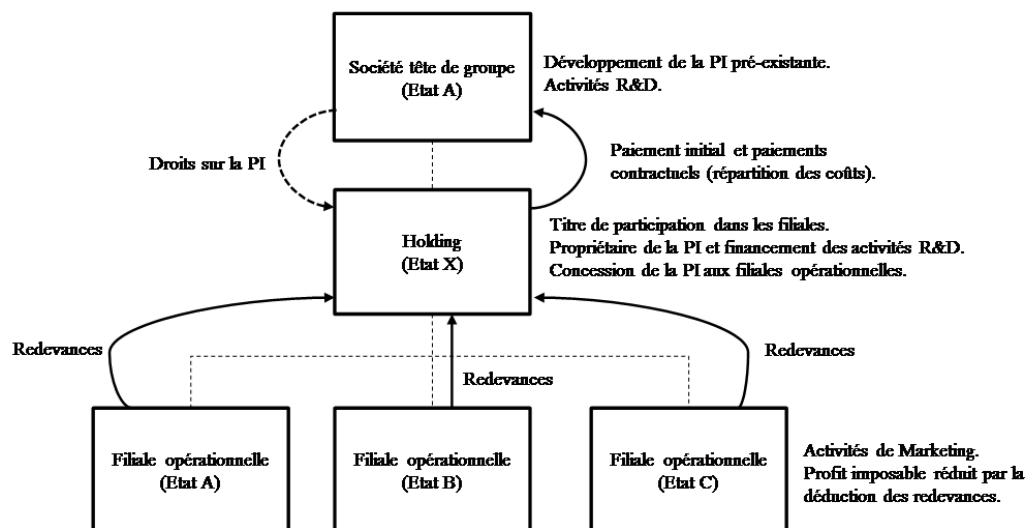 Société tête de groupe
(Etat A)
Développement de la PI pré-existante.
Activités R&D.
Droits sur la PI
Paiement initial et paiements
contractuels (répartition des coûts).
Holding
(Etat X)
Titre de participation dans les filiales.
Propriétaire de la PI et financement des activités R&D.
Concession de la PI aux filiales opérationnelles.
Redevances
Redevances
Redevances
Filiale opérationnelle
(Etat A)
Filiale opérationnelle
(Etat B)
Filiale opérationnelle
(Etat C)
Activités de Marketing.
Profit imposable réduit par la
déduction des redevances.